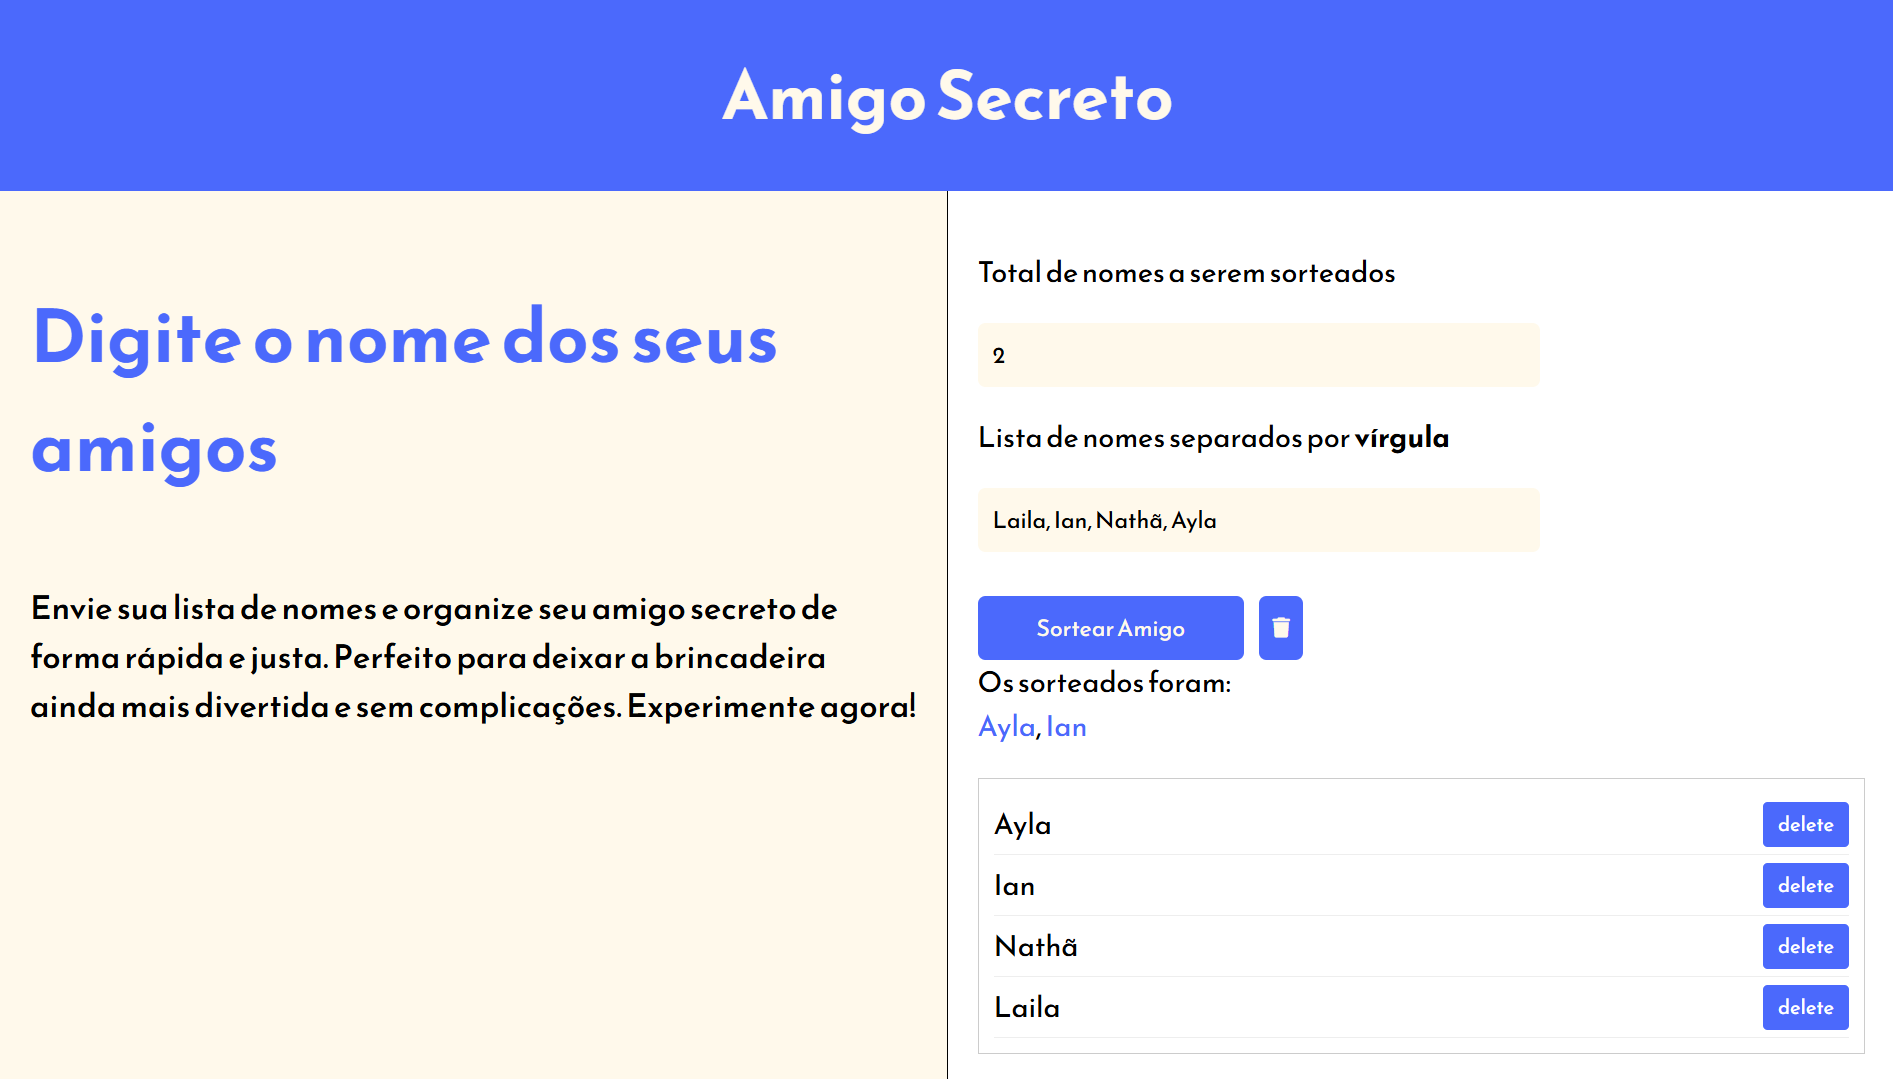 Amigo Secreto
Digite o nome dos seus
amigos
Envie sua lista de nomes e organize seu amigo secreto de
forma rápida e justa. Perfeito para deixar a brincadeira
ainda mais divertida e sem complicações. Experimente agora!
Total de nomes a serem sorteados
2
Lista de nomes separados por vírgula
Laila, Ian, Nathã, Ayla
Sortear Amigo
Os sorteados foram:
Ayla, Ian
Ayla delete
Ian delete
Nathã delete
Laila delete